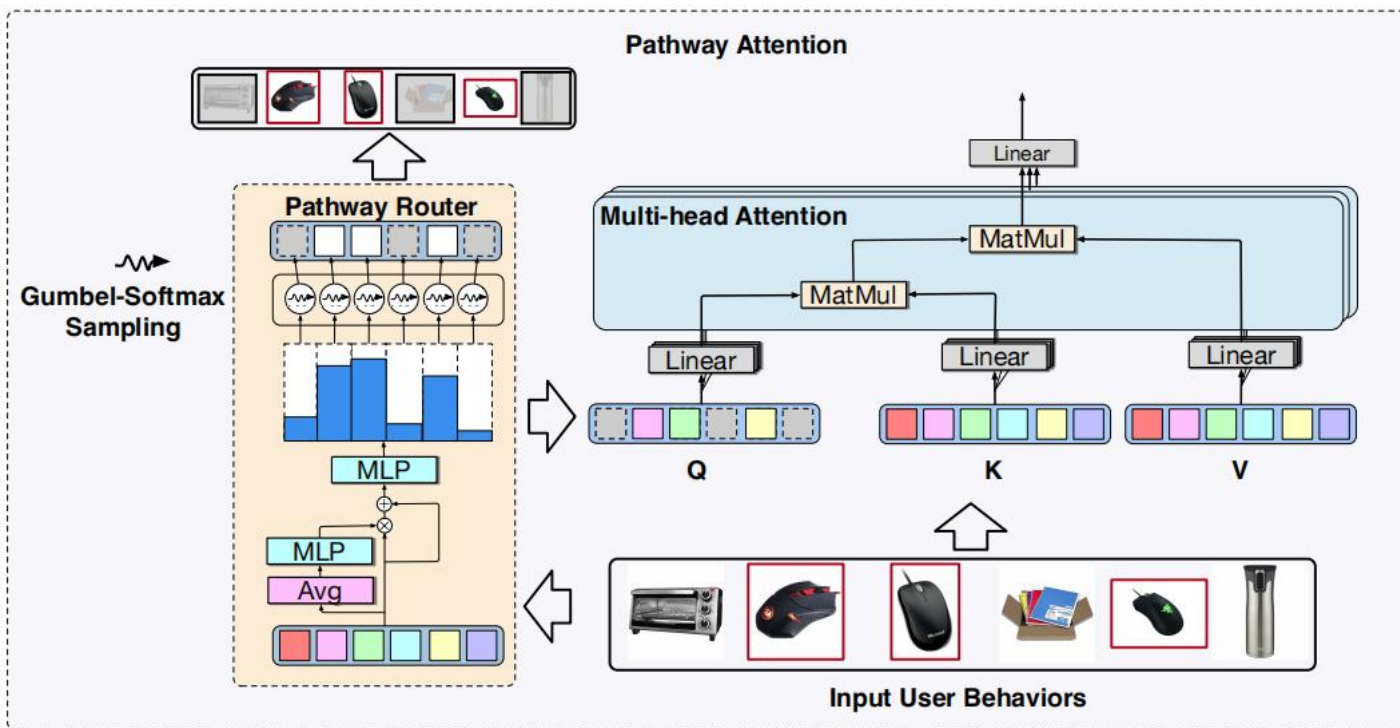 Pathway Attention
Linear
Pathway Router
Multi-head Attention
MatMul
MatMul
Gumbel-Softmax
Sampling
Linear
Linear
Linear
MLP
Q
K
V
MLP
Avg
Input User Behaviors